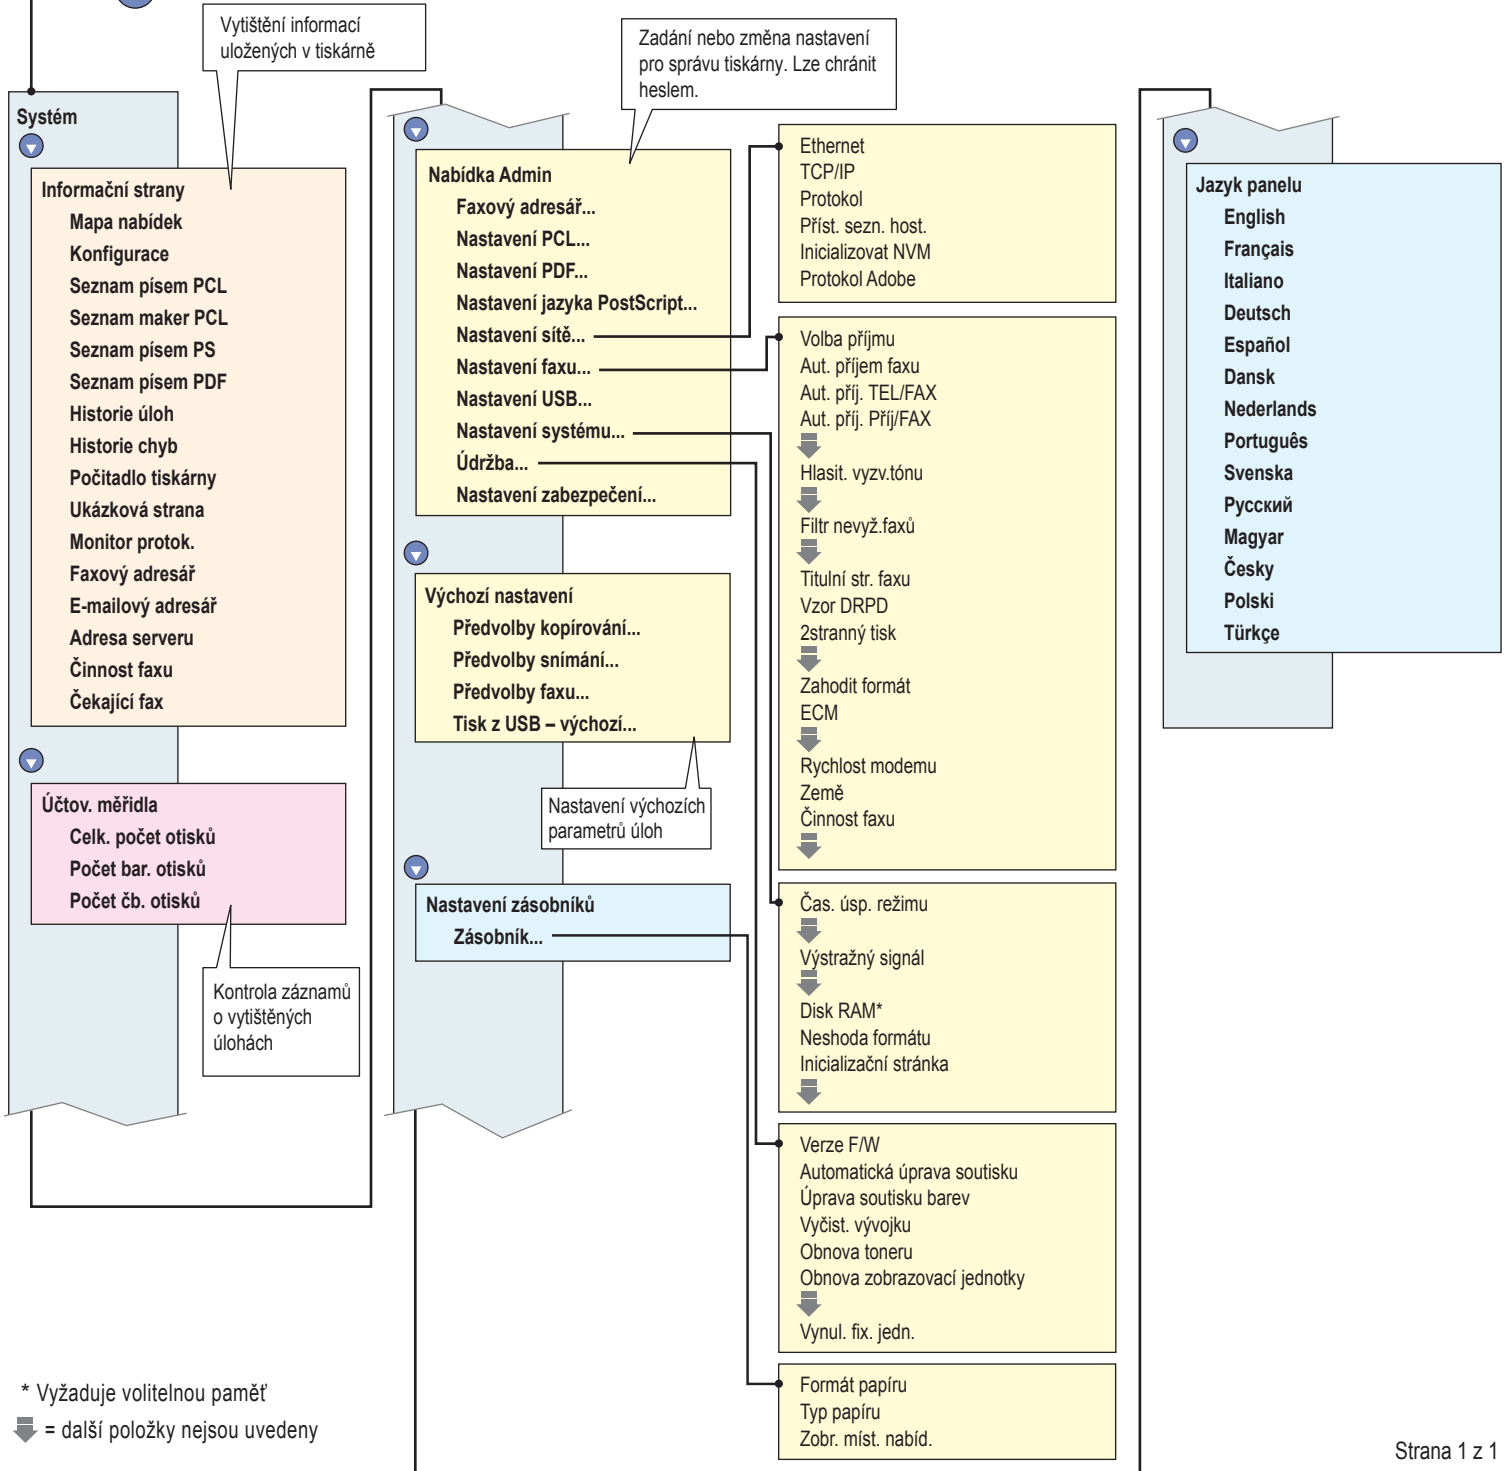 Vytištění informací
uložených v tiskárně
Systém
Informační strany
Mapa nabídek
Konfigurace
Seznam písem PCL
Seznam maker PCL
Seznam písem PS
Seznam písem PDF
Historie úloh
Historie chyb
Počitadlo tiskárny
Ukázková strana
Monitor protok.
Faxový adresář
E-mailový adresář
Adresa serveru
Činnost faxu
Čekající fax
Účtov. měřidla
Celk. počet otisků
Počet bar. otisků
Počet čb. otisků
Kontrola záznamů
o vytištěných
úlohách
Zadání nebo změna nastavení
pro správu tiskárny. Lze chránit
heslem.
Nabídka Admin
Faxový adresář...
Nastavení PCL...
Nastavení PDF...
Nastavení jazyka PostScript...
Nastavení sítě...
Nastavení faxu...
Nastavení USB...
Nastavení systému...
Údržba...
Nastavení zabezpečení...
Výchozí nastavení
Předvolby kopírování...
Předvolby snímání...
Předvolby faxu...
Tisk z USB – výchozí...
Nastavení výchozích
parametrů úloh
Nastavení zásobníků
Zásobník...
Ethernet
TCP/IP
Protokol
Příst. sezn. host.
Inicializovat NVM
Protokol Adobe
Volba příjmu
Aut. příjem faxu
Aut. příj. TEL/FAX
Aut. příj. Příj/FAX
Hlasit. vyzv.tónu
Filtr nevyž.faxů
Titulní str. faxu
Vzor DRPD
2stranný tisk
Zahodit formát
ECM
Rychlost modemu
Země
Činnost faxu
Čas. úsp. režimu
Výstražný signál
Disk RAM*
Neshoda formátu
Inicializační stránka
Verze F/W
Automatická úprava soutisku
Úprava soutisku barev
Vyčist. vývojku
Obnova toneru
Obnova zobrazovací jednotky
Vynul. fix. jedn.
Formát papíru
Typ papíru
Zobr. míst. nabíd.
Jazyk panelu
English
Français
Italiano
Deutsch
Español
Dansk
Nederlands
Português
Svenska
Русский
Magyar
Česky
Polski
Türkçe
* Vyžaduje volitelnou paměť
= další položky nejsou uvedeny
Strana 1 z 1